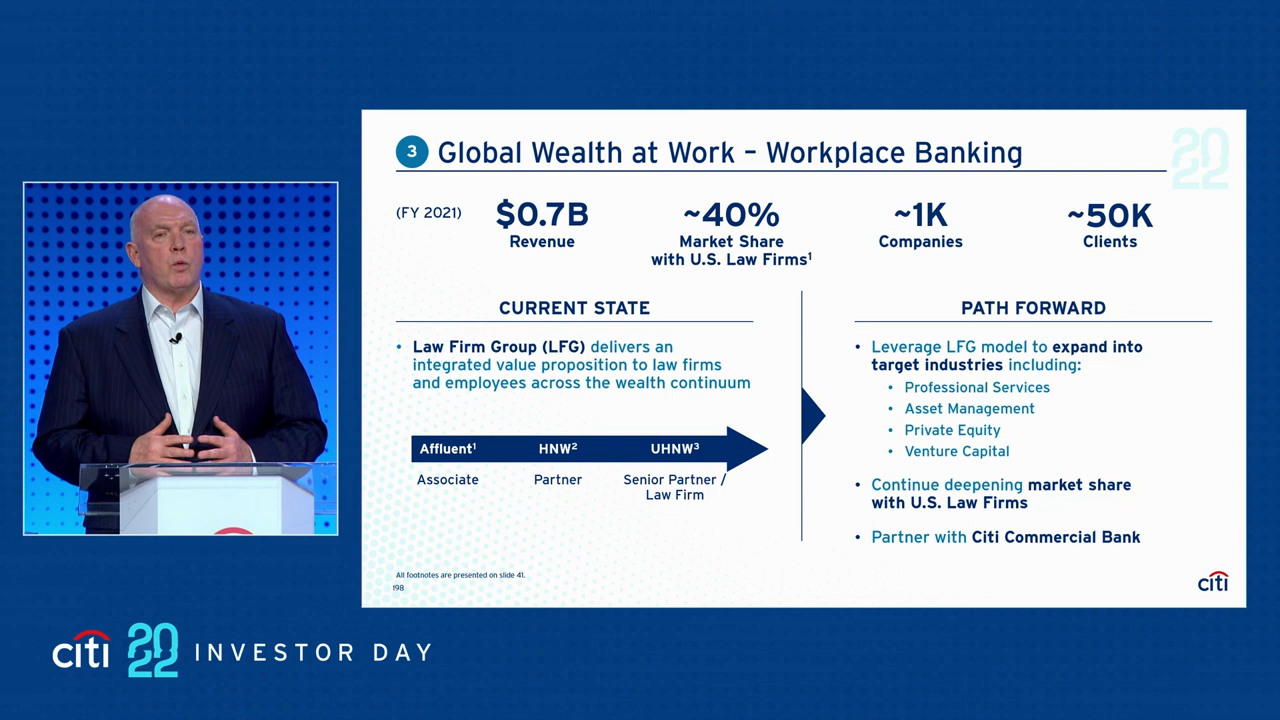 3 Global Wealth at Work – Workplace Banking
2022
(FY 2021)
$0.7B
Revenue
~40%
Market Share
with U.S. Law Firms¹
~1K
Companies
~50K
Clients
CURRENT STATE
• Law Firm Group (LFG) delivers an
integrated value proposition to law firms
and employees across the wealth continuum
Affluent¹ HNW² UHNW³
Associate Partner Senior Partner /
Law Firm
PATH FORWARD
• Leverage LFG model to expand into
target industries including:
• Professional Services
• Asset Management
• Private Equity
• Venture Capital
• Continue deepening market share
with U.S. Law Firms
• Partner with Citi Commercial Bank
All footnotes are presented on slide 41.
198
citi
citi 2022 INVESTOR DAY